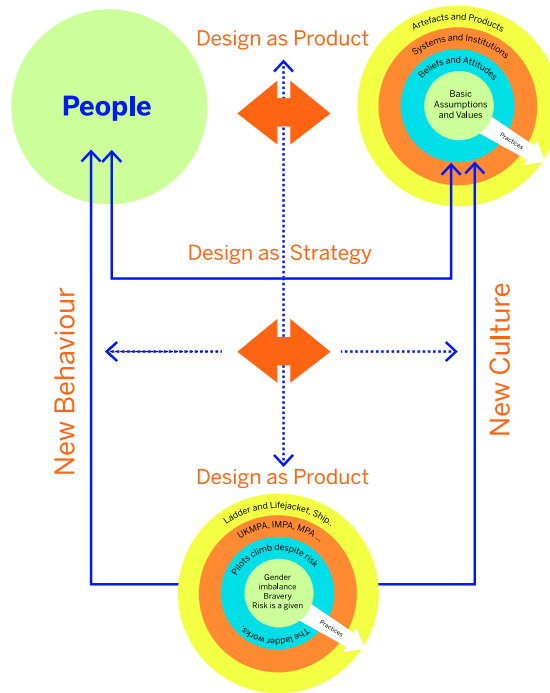 Design as Product
People
Artefacts and Products
Systems and Institutions
Beliefs and Attitudes
Basic
Assumptions
and Values
Practices
Design as Strategy
New Behaviour
New Culture
Design as Product
Ladder and Lifejacket, Ship..
UKMPA, IMPA, MPA ...
Pilots climb despite risk
Gender
imbalance
Bravery
Risk is a given
Practices
The ladder works.